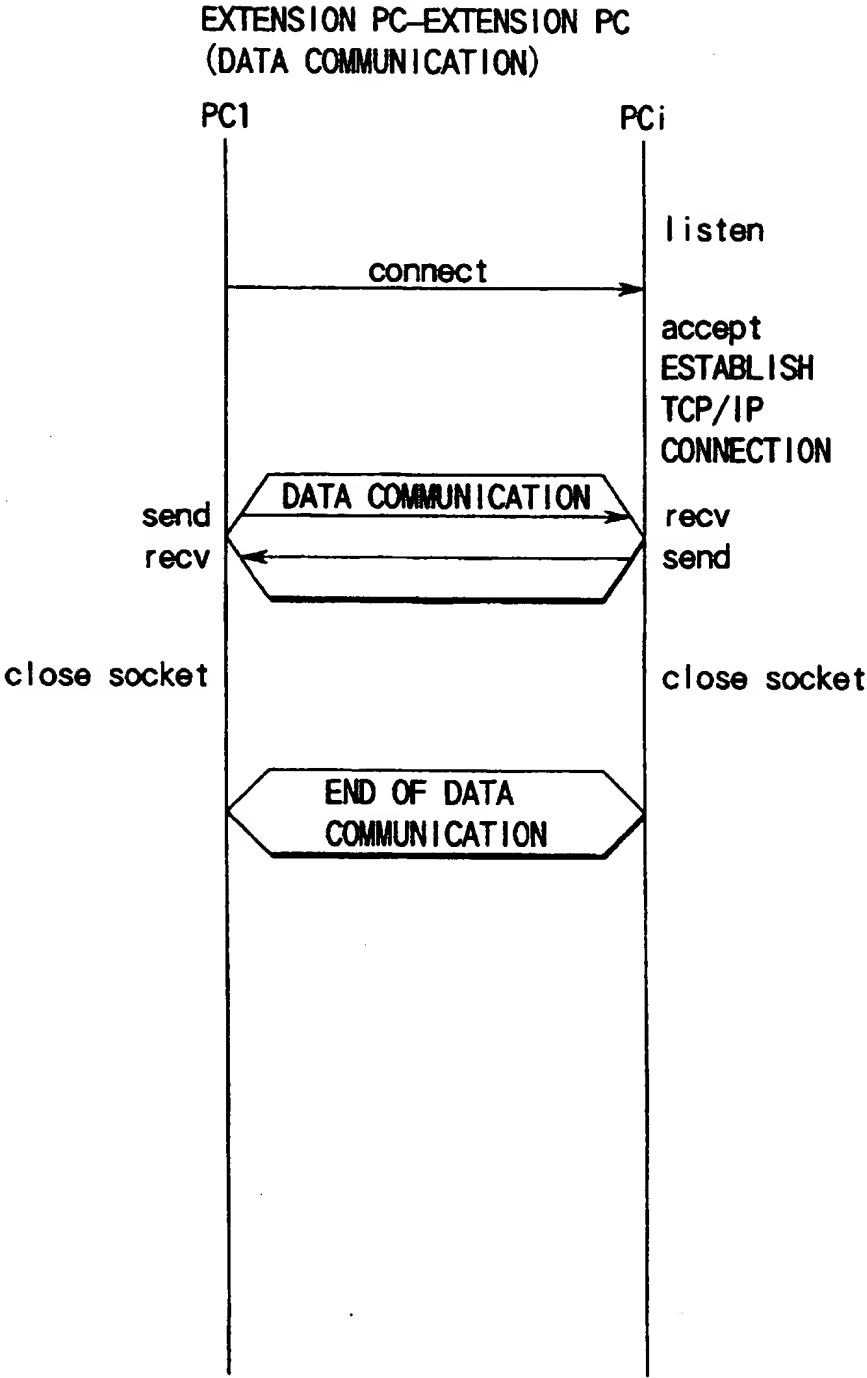 EXTENSION PC-EXTENSION PC
(DATA COMMUNICATION)
PC1
PCi
listen
connect
accept
ESTABLISH
TCP/IP
CONNECTION
DATA COMMUNICATION
send
recv
recv
send
close socket
close socket
END OF DATA
COMMUNICATION